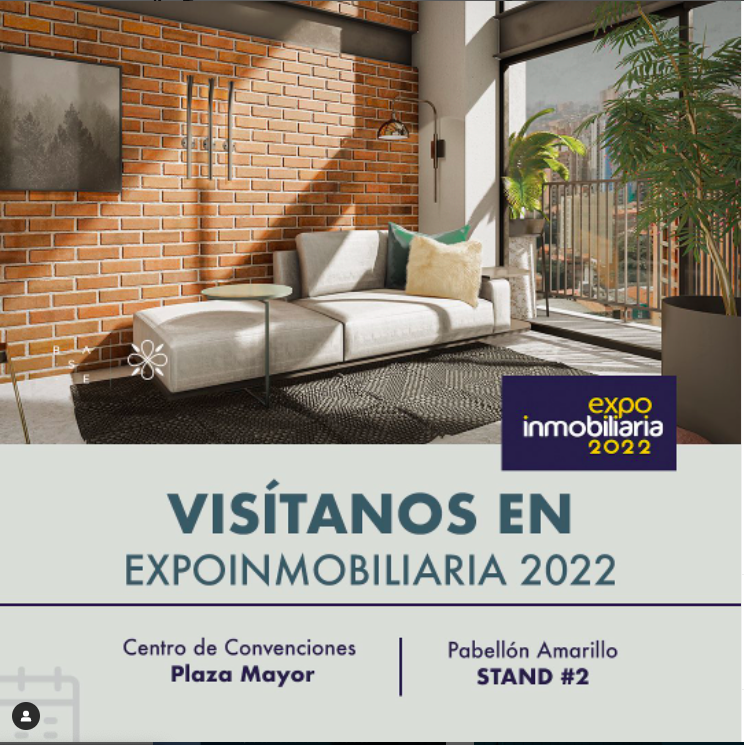 B A
S E
expo
inmobiliaria
2022
VISÍTANOS EN
EXPOINMOBILIARIA 2022
Centro de Convenciones
Plaza Mayor
Pabellón Amarillo
STAND #2